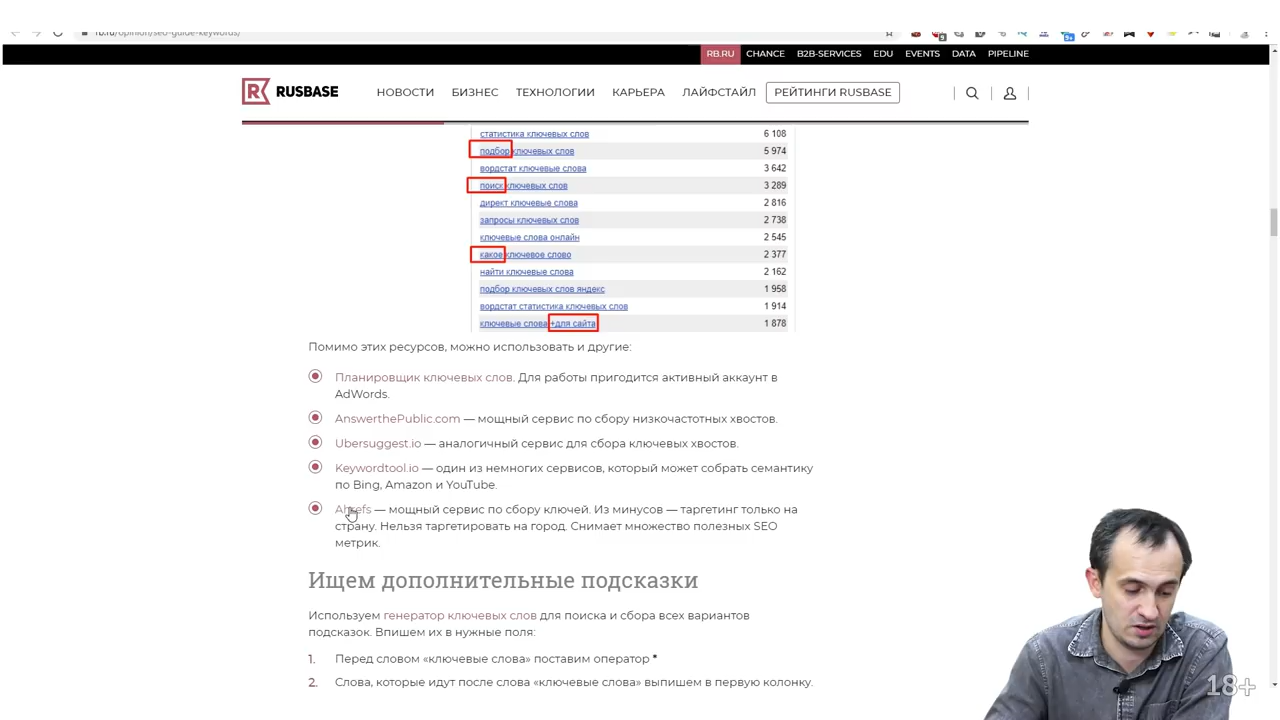 rb.ru/opinion/seo-guide-keywords/
RB.RU CHANCE B2B-SERVICES EDU EVENTS DATA PIPELINE
RUSBASE НОВОСТИ БИЗНЕС ТЕХНОЛОГИИ КАРЬЕРА ЛАЙФСТАЙЛ РЕЙТИНГИ RUSBASE
статистика ключевых слов 6 108
подбор ключевых слов 5 974
вордстат ключевые слова 3 642
поиск ключевых слов 3 289
директ ключевые слова 2 816
запросы ключевых слов 2 738
ключевые слова онлайн 2 545
какое ключевое слово 2 377
найти ключевые слова 2 162
подбор ключевых слов яндекс 1 958
вордстат статистика ключевых слов 1 914
ключевые слова +для сайта 1 878
Помимо этих ресурсов, можно использовать и другие:
Планировщик ключевых слов. Для работы пригодится активный аккаунт в
AdWords.
AnswerthePublic.com — мощный сервис по сбору низкочастотных хвостов.
Ubersuggest.io — аналогичный сервис для сбора ключевых хвостов.
Keywordtool.io — один из немногих сервисов, который может собрать семантику
по Bing, Amazon и YouTube.
Ahrefs — мощный сервис по сбору ключей. Из минусов — таргетинг только на
страну. Нельзя таргетировать на город. Снимает множество полезных SEO
метрик.
Ищем дополнительные подсказки
Используем генератор ключевых слов для поиска и сбора всех вариантов
подсказок. Впишем их в нужные поля:
1. Перед словом «ключевые слова» поставим оператор *
2. Слова, которые идут после слова «ключевые слова» выпишем в первую колонку.
18+